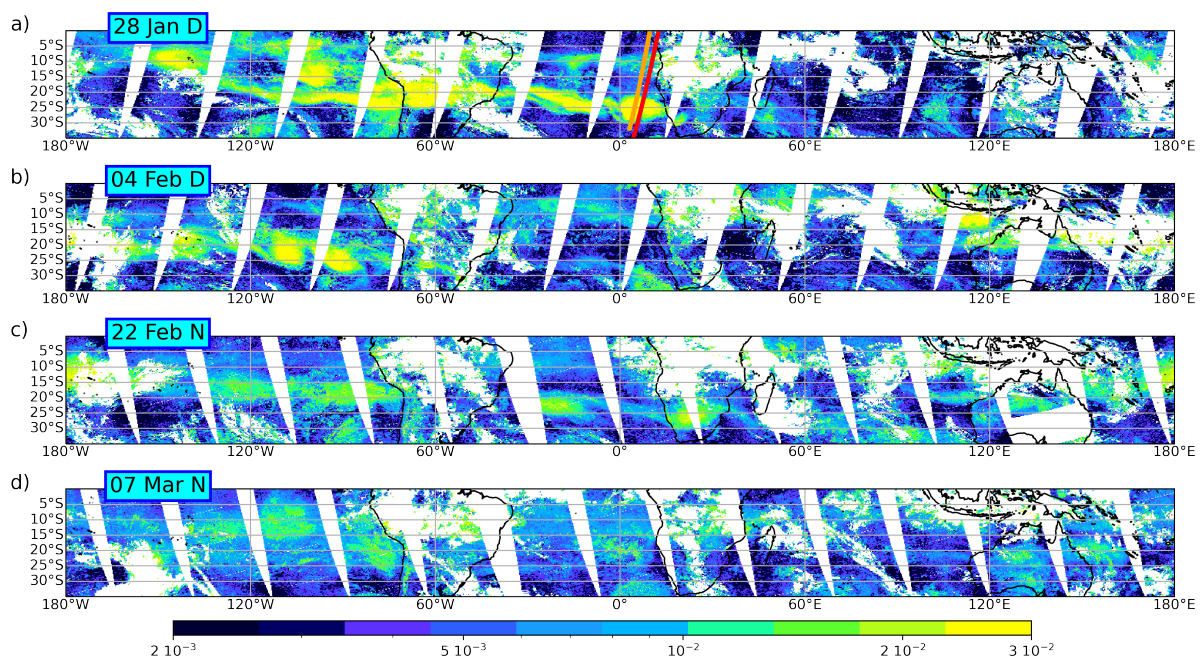 a)
28 Jan D
5°S
10°S
15°S
20°S
25°S
30°S
180°W 120°W 60°W 0° 60°E 120°E 180°E
b)
04 Feb D
5°S
10°S
15°S
20°S
25°S
30°S
180°W 120°W 60°W 0° 60°E 120°E 180°E
c)
22 Feb N
5°S
10°S
15°S
20°S
25°S
30°S
180°W 120°W 60°W 0° 60°E 120°E 180°E
d)
07 Mar N
5°S
10°S
15°S
20°S
25°S
30°S
180°W 120°W 60°W 0° 60°E 120°E 180°E
2 10⁻³ 5 10⁻³ 10⁻² 2 10⁻² 3 10⁻²